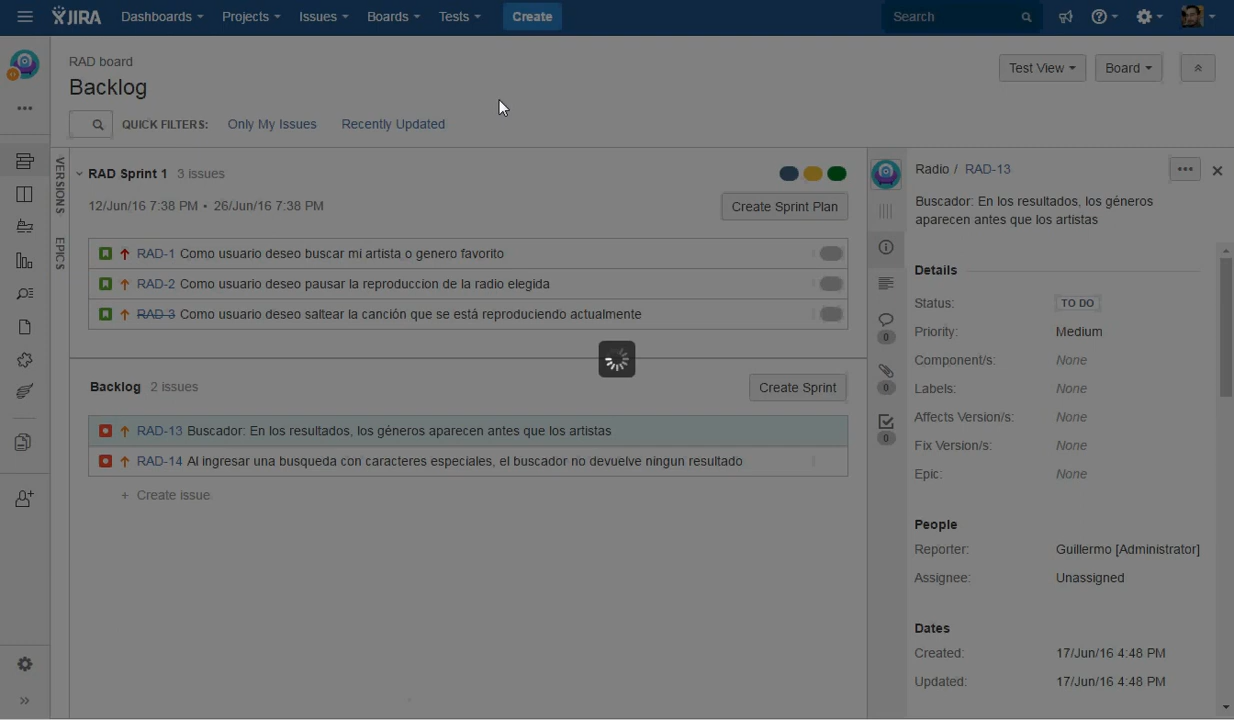 JIRA Dashboards Projects Issues Boards Tests Create Search
RAD board
Backlog
Test View Board
QUICK FILTERS: Only My Issues Recently Updated
VERSIONS
EPICS
RAD Sprint 1 3 issues
12/Jun/16 7:38 PM • 26/Jun/16 7:38 PM
Create Sprint Plan
RAD-1 Como usuario deseo buscar mi artista o genero favorito
RAD-2 Como usuario deseo pausar la reproduccion de la radio elegida
RAD-3 Como usuario deseo saltear la canción que se está reproduciendo actualmente
Backlog 2 issues
Create Sprint
RAD-13 Buscador: En los resultados, los géneros aparecen antes que los artistas
RAD-14 Al ingresar una busqueda con caracteres especiales, el buscador no devuelve ningun resultado
+ Create issue
Radio / RAD-13
Buscador: En los resultados, los géneros
aparecen antes que los artistas
0
0
0
Details
Status: TO DO
Priority: Medium
Component/s: None
Labels: None
Affects Version/s: None
Fix Version/s: None
Epic: None
People
Reporter: Guillermo [Administrator]
Assignee: Unassigned
Dates
Created: 17/Jun/16 4:48 PM
Updated: 17/Jun/16 4:48 PM